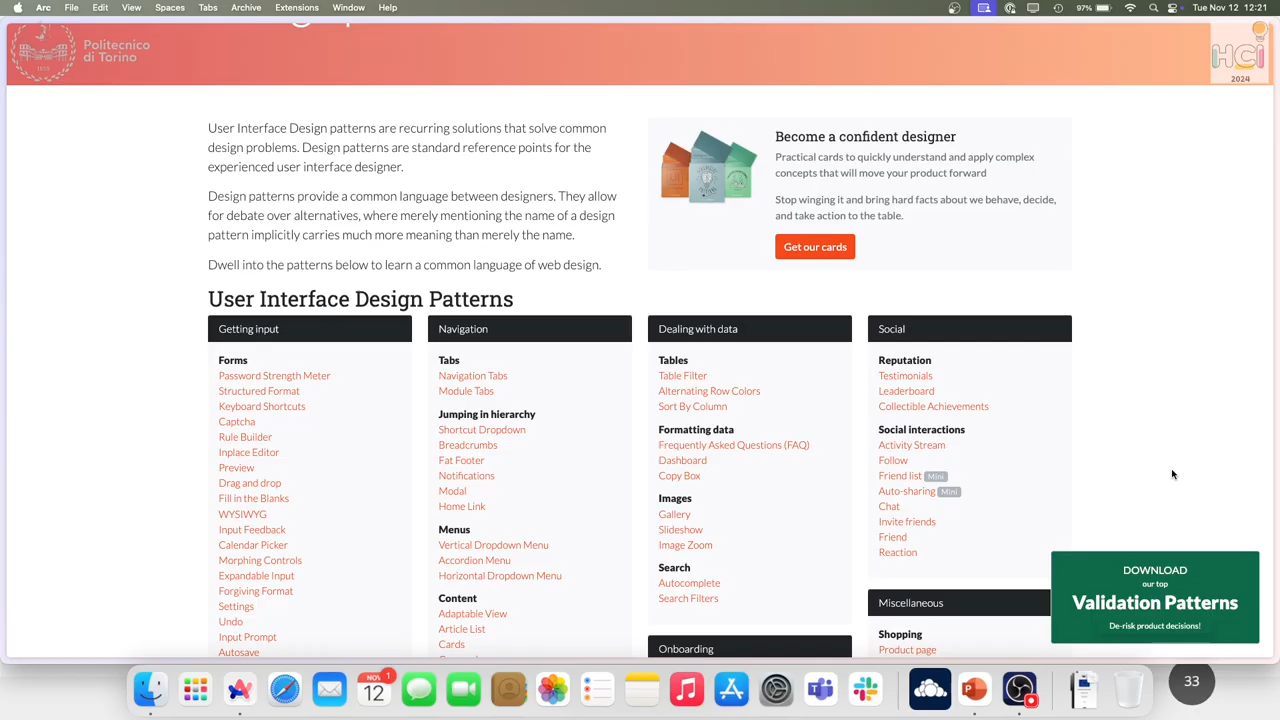 Arc File Edit View Spaces Tabs Archive Extensions Window Help
93% Tue Nov 12 12:21
Politecnico
di Torino
1859
HCI
2024
User Interface Design patterns are recurring solutions that solve common
design problems. Design patterns are standard reference points for the
experienced user interface designer.
Design patterns provide a common language between designers. They allow
for debate over alternatives, where merely mentioning the name of a design
pattern implicitly carries much more meaning than merely the name.
Dwell into the patterns below to learn a common language of web design.
Become a confident designer
Practical cards to quickly understand and apply complex
concepts that will move your product forward
Stop winging it and bring hard facts about we behave, decide,
and take action to the table.
Get our cards
User Interface Design Patterns
Getting input
Forms
Password Strength Meter
Structured Format
Keyboard Shortcuts
Captcha
Rule Builder
Inplace Editor
Preview
Drag and drop
Fill in the Blanks
WYSIWYG
Input Feedback
Calendar Picker
Morphing Controls
Expandable Input
Forgiving Format
Settings
Undo
Input Prompt
Autosave
Navigation
Tabs
Navigation Tabs
Module Tabs
Jumping in hierarchy
Shortcut Dropdown
Breadcrumbs
Fat Footer
Notifications
Modal
Home Link
Menus
Vertical Dropdown Menu
Accordion Menu
Horizontal Dropdown Menu
Content
Adaptable View
Article List
Cards
Dealing with data
Tables
Table Filter
Alternating Row Colors
Sort By Column
Formatting data
Frequently Asked Questions (FAQ)
Dashboard
Copy Box
Images
Gallery
Slideshow
Image Zoom
Search
Autocomplete
Search Filters
Onboarding
Social
Reputation
Testimonials
Leaderboard
Collectible Achievements
Social interactions
Activity Stream
Follow
Friend list Mini
Auto-sharing Mini
Chat
Invite friends
Friend
Reaction
Miscellaneous
Shopping
Product page
DOWNLOAD
our top
Validation Patterns
De-risk product decisions!
NOV 1
12
33